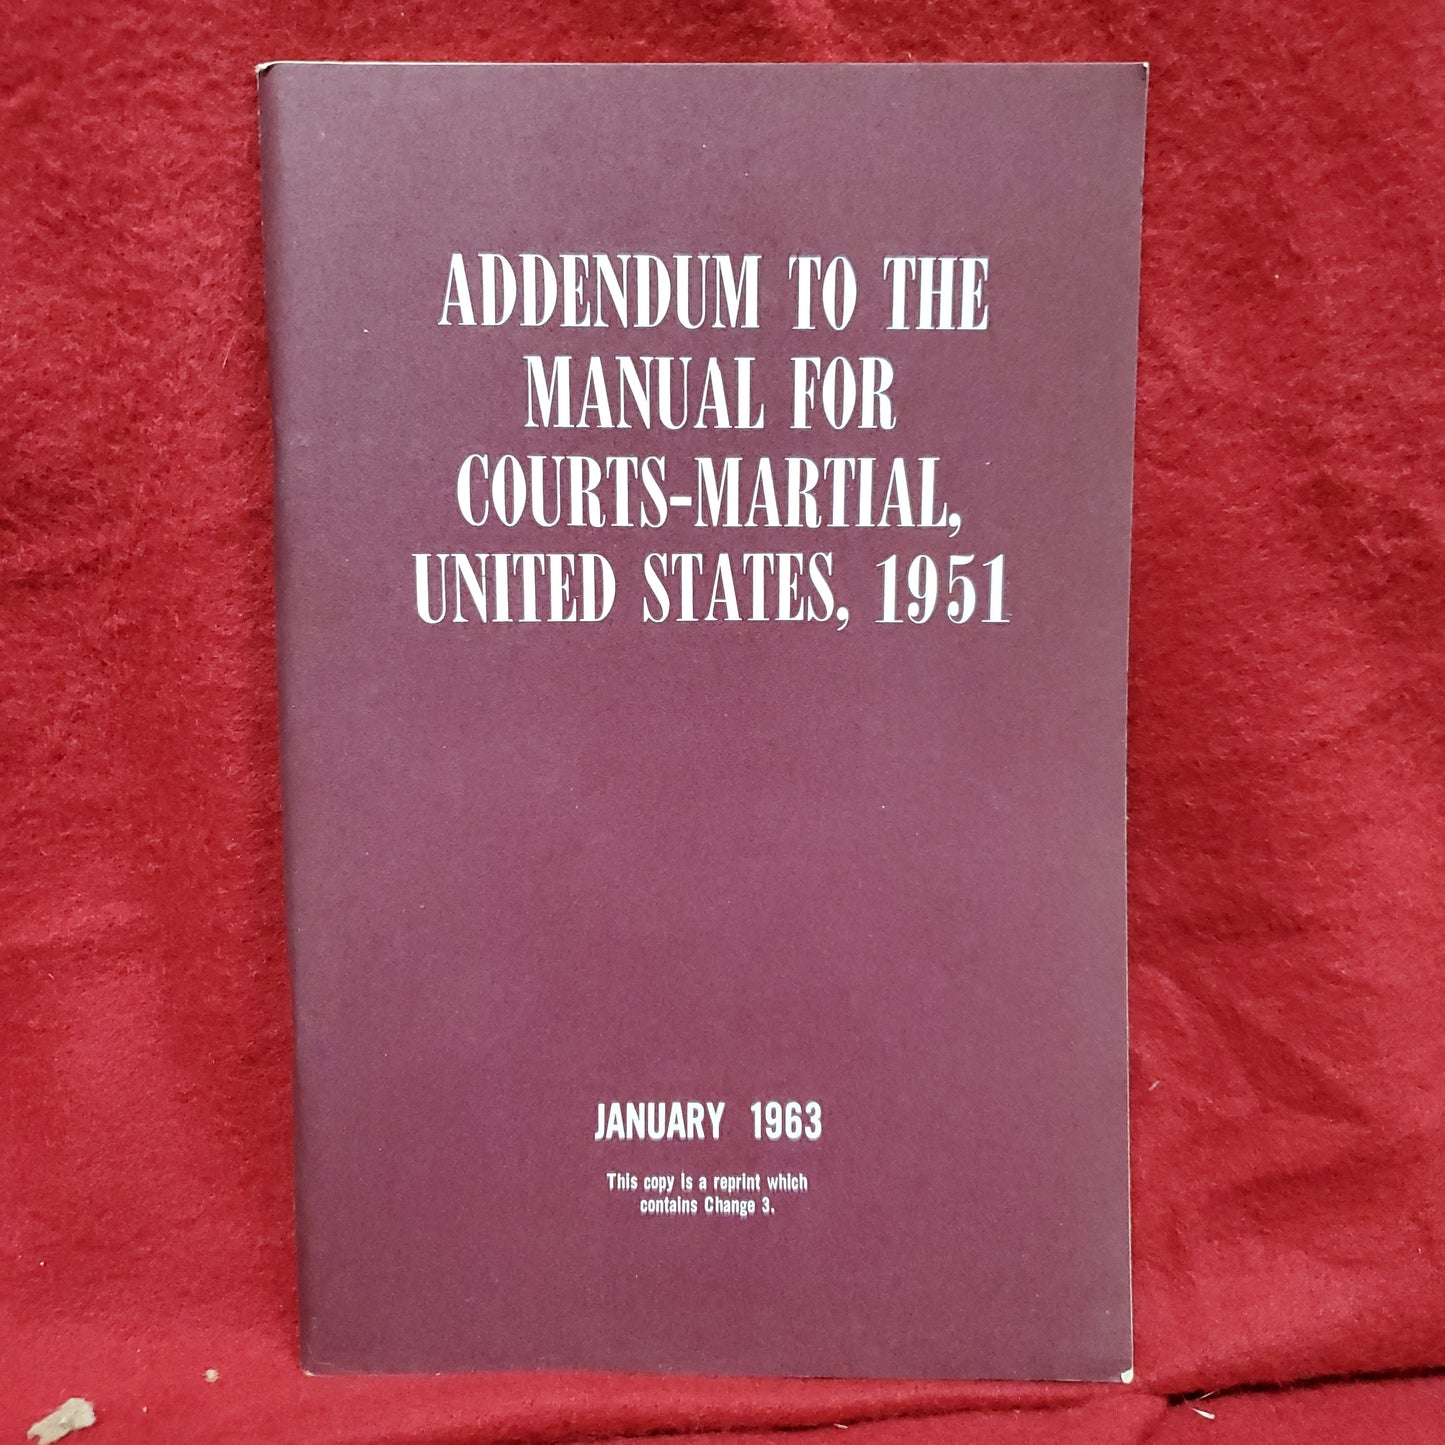 ADDENDUM TO THE
MANUAL FOR
COURTS-MARTIAL,
UNITED STATES, 1951
JANUARY 1963
This copy is a reprint which
contains Change 3.